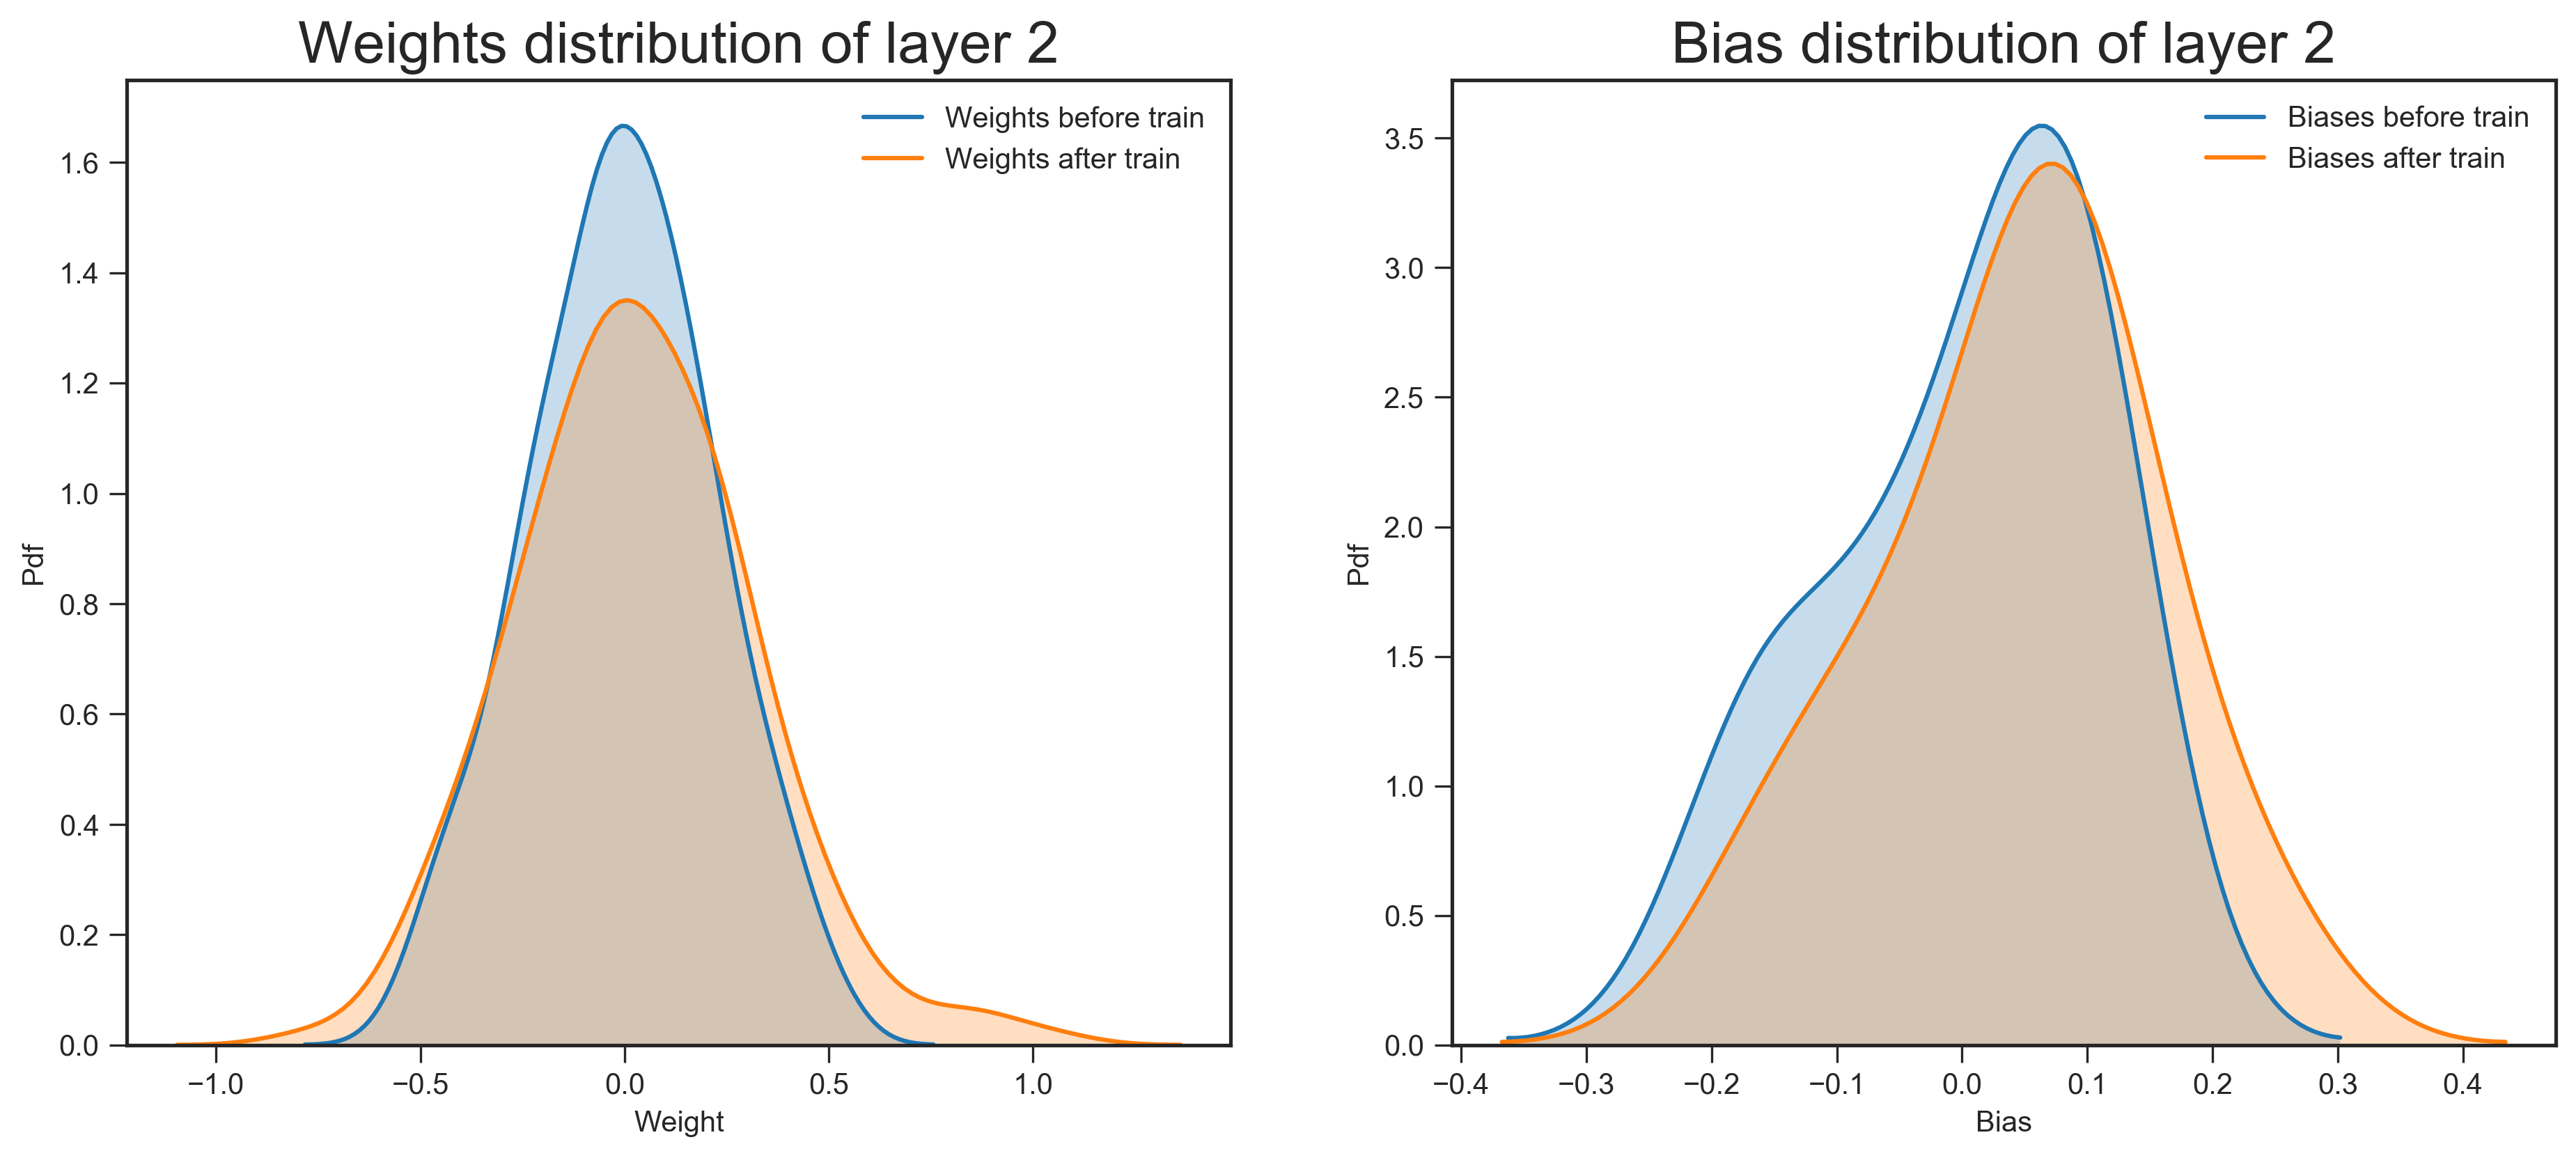 Weights distribution of layer 2
Weights before train
Weights after train
1.6
1.4
1.2
1.0
0.8
0.6
0.4
0.2
0.0
Pdf
−1.0 −0.5 0.0 0.5 1.0
Weight
Bias distribution of layer 2
Biases before train
Biases after train
3.5
3.0
2.5
2.0
1.5
1.0
0.5
0.0
Pdf
−0.4 −0.3 −0.2 −0.1 0.0 0.1 0.2 0.3 0.4
Bias